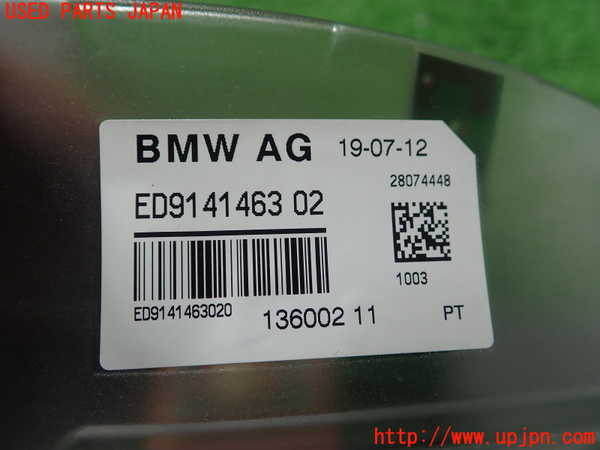 USED PARTS JAPAN
BMW AG 19-07-12
28074448
ED9141463 02
1003
ED9141463020
136002 11 PT
http://www.upjpn.com/